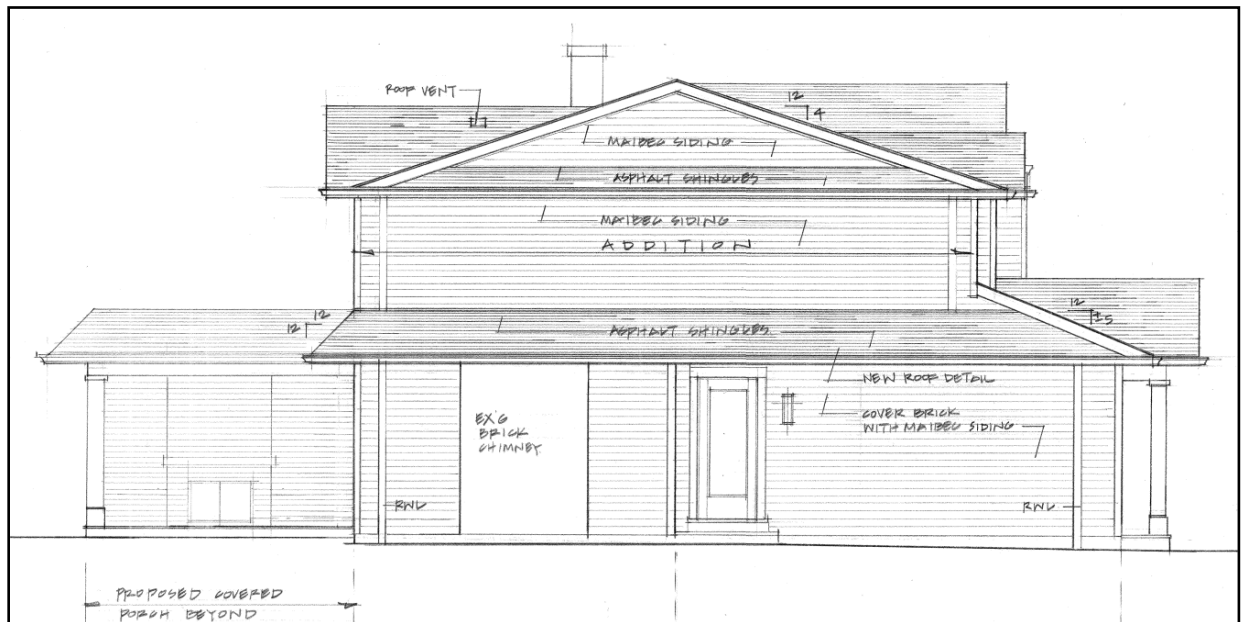 ROOF VENT
12
4
MAIBEC SIDING
ASPHALT SHINGLES
MAIBEC SIDING
ADDITION
12
12
12
±5
ASPHALT SHINGLES
NEW ROOF DETAIL
EX'G
BRICK
CHIMNEY
COVER BRICK
WITH MAIBEC SIDING
RWL
RWL
PROPOSED COVERED
PORCH BEYOND